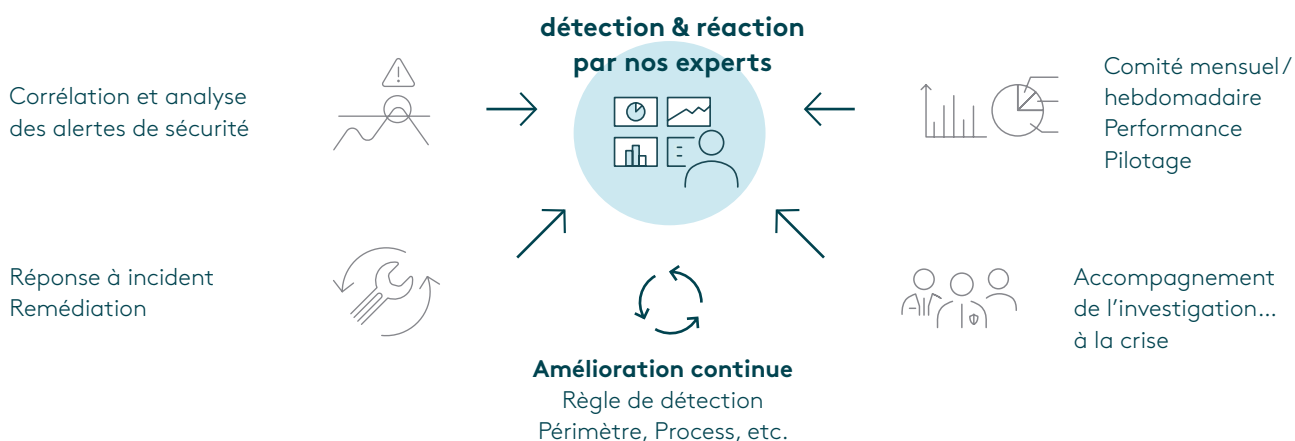 détection & réaction
par nos experts
Corrélation et analyse
des alertes de sécurité
Comité mensuel/
hebdomadaire
Performance
Pilotage
Réponse à incident
Remédiation
Accompagnement
de l’investigation…
à la crise
Amélioration continue
Règle de détection
Périmètre, Process, etc.